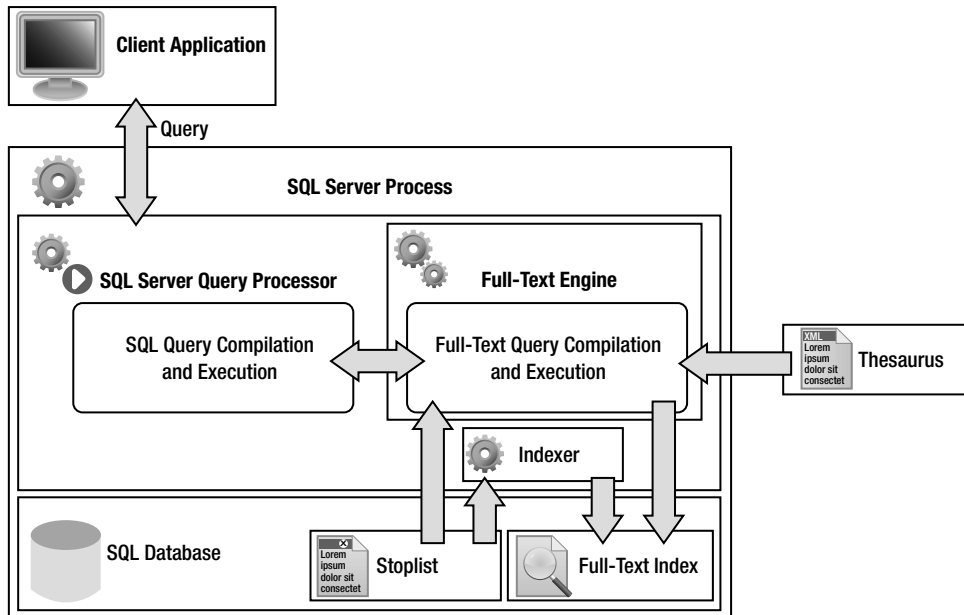 Client Application
Query
SQL Server Process
SQL Server Query Processor
Full-Text Engine
SQL Query Compilation
and Execution
Full-Text Query Compilation
and Execution
XML
Lorem
ipsum
dolor sit
consectet
Thesaurus
Indexer
SQL Database
Lorem
ipsum
dolor sit
consectet
Stoplist
Full-Text Index